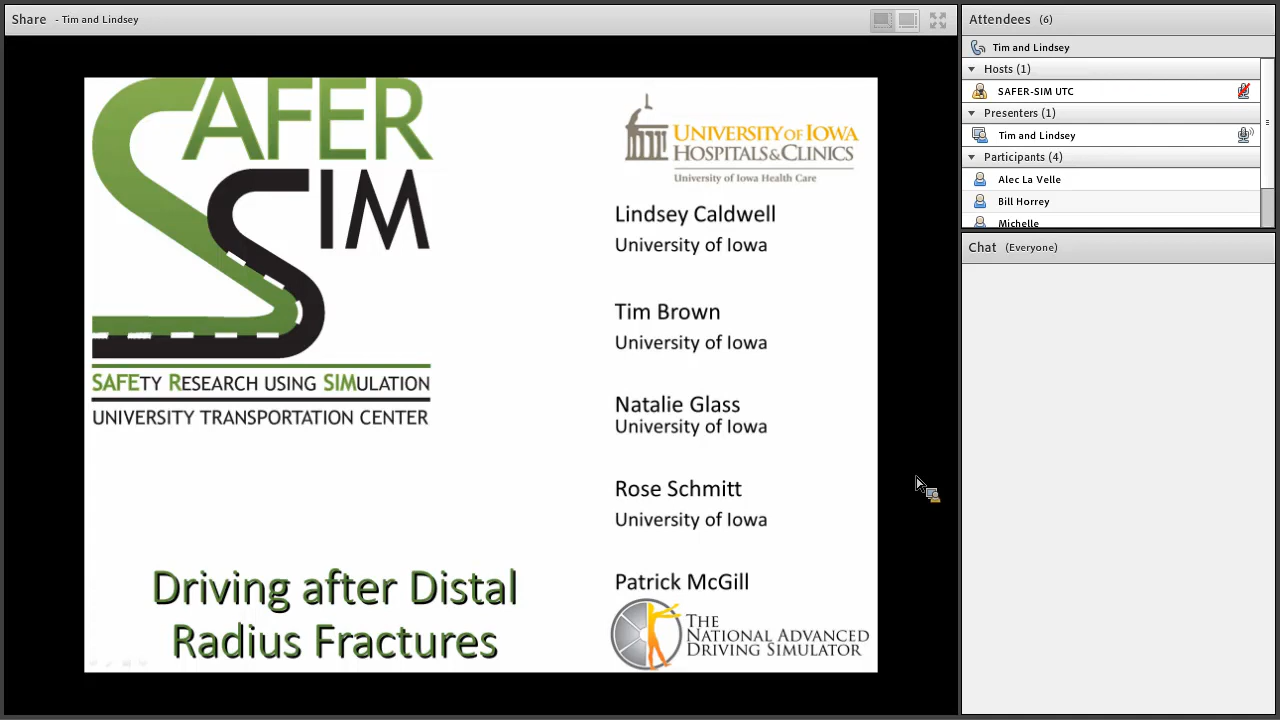 Share - Tim and Lindsey
SAFER
SIM
SAFETY RESEARCH USING SIMULATION
UNIVERSITY TRANSPORTATION CENTER
Driving after Distal
Radius Fractures
UNIVERSITY OF IOWA
HOSPITALS & CLINICS
University of Iowa Health Care
Lindsey Caldwell
University of Iowa
Tim Brown
University of Iowa
Natalie Glass
University of Iowa
Rose Schmitt
University of Iowa
Patrick McGill
THE
NATIONAL ADVANCED
DRIVING SIMULATOR
Attendees (6)
Tim and Lindsey
Hosts (1)
SAFER-SIM UTC
Presenters (1)
Tim and Lindsey
Participants (4)
Alec La Velle
Bill Horrey
Michelle
Chat (Everyone)